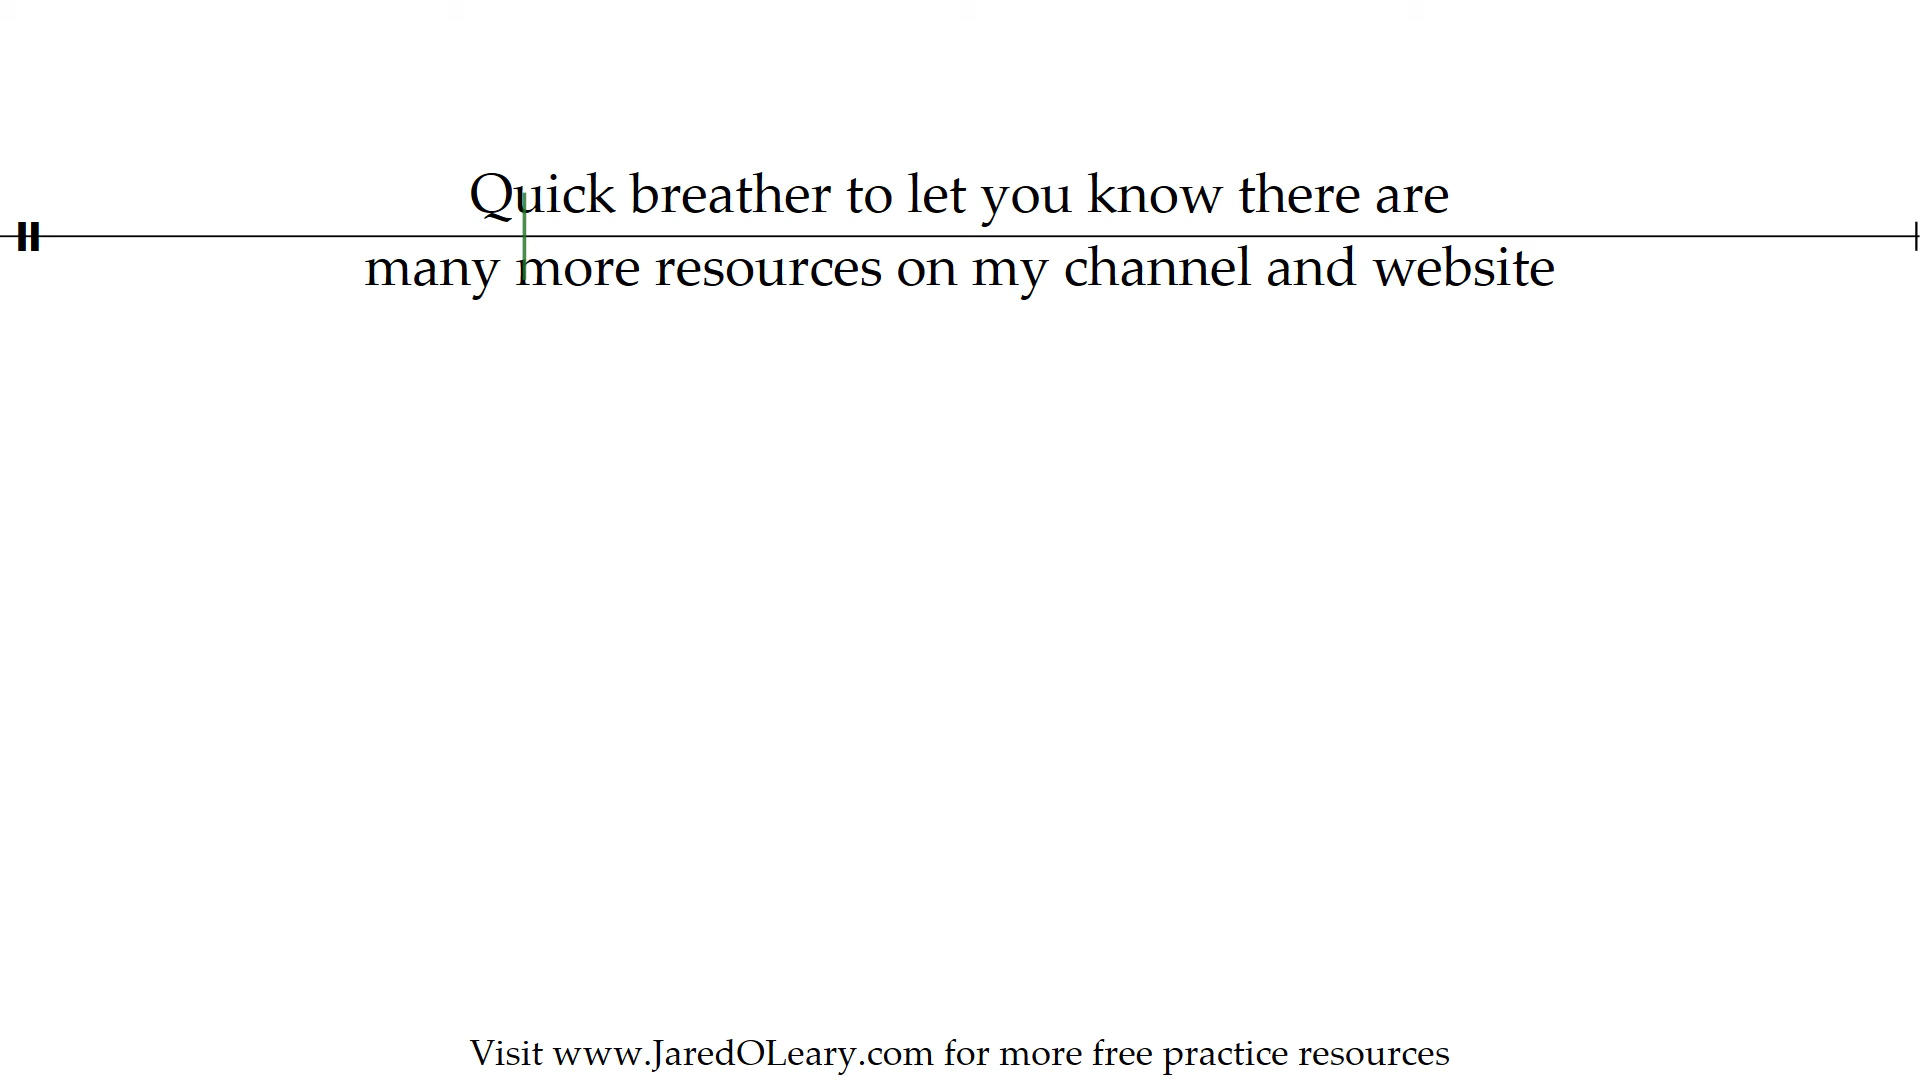 Quick breather to let you know there are
many more resources on my channel and website
Visit www.JaredOLeary.com for more free practice resources